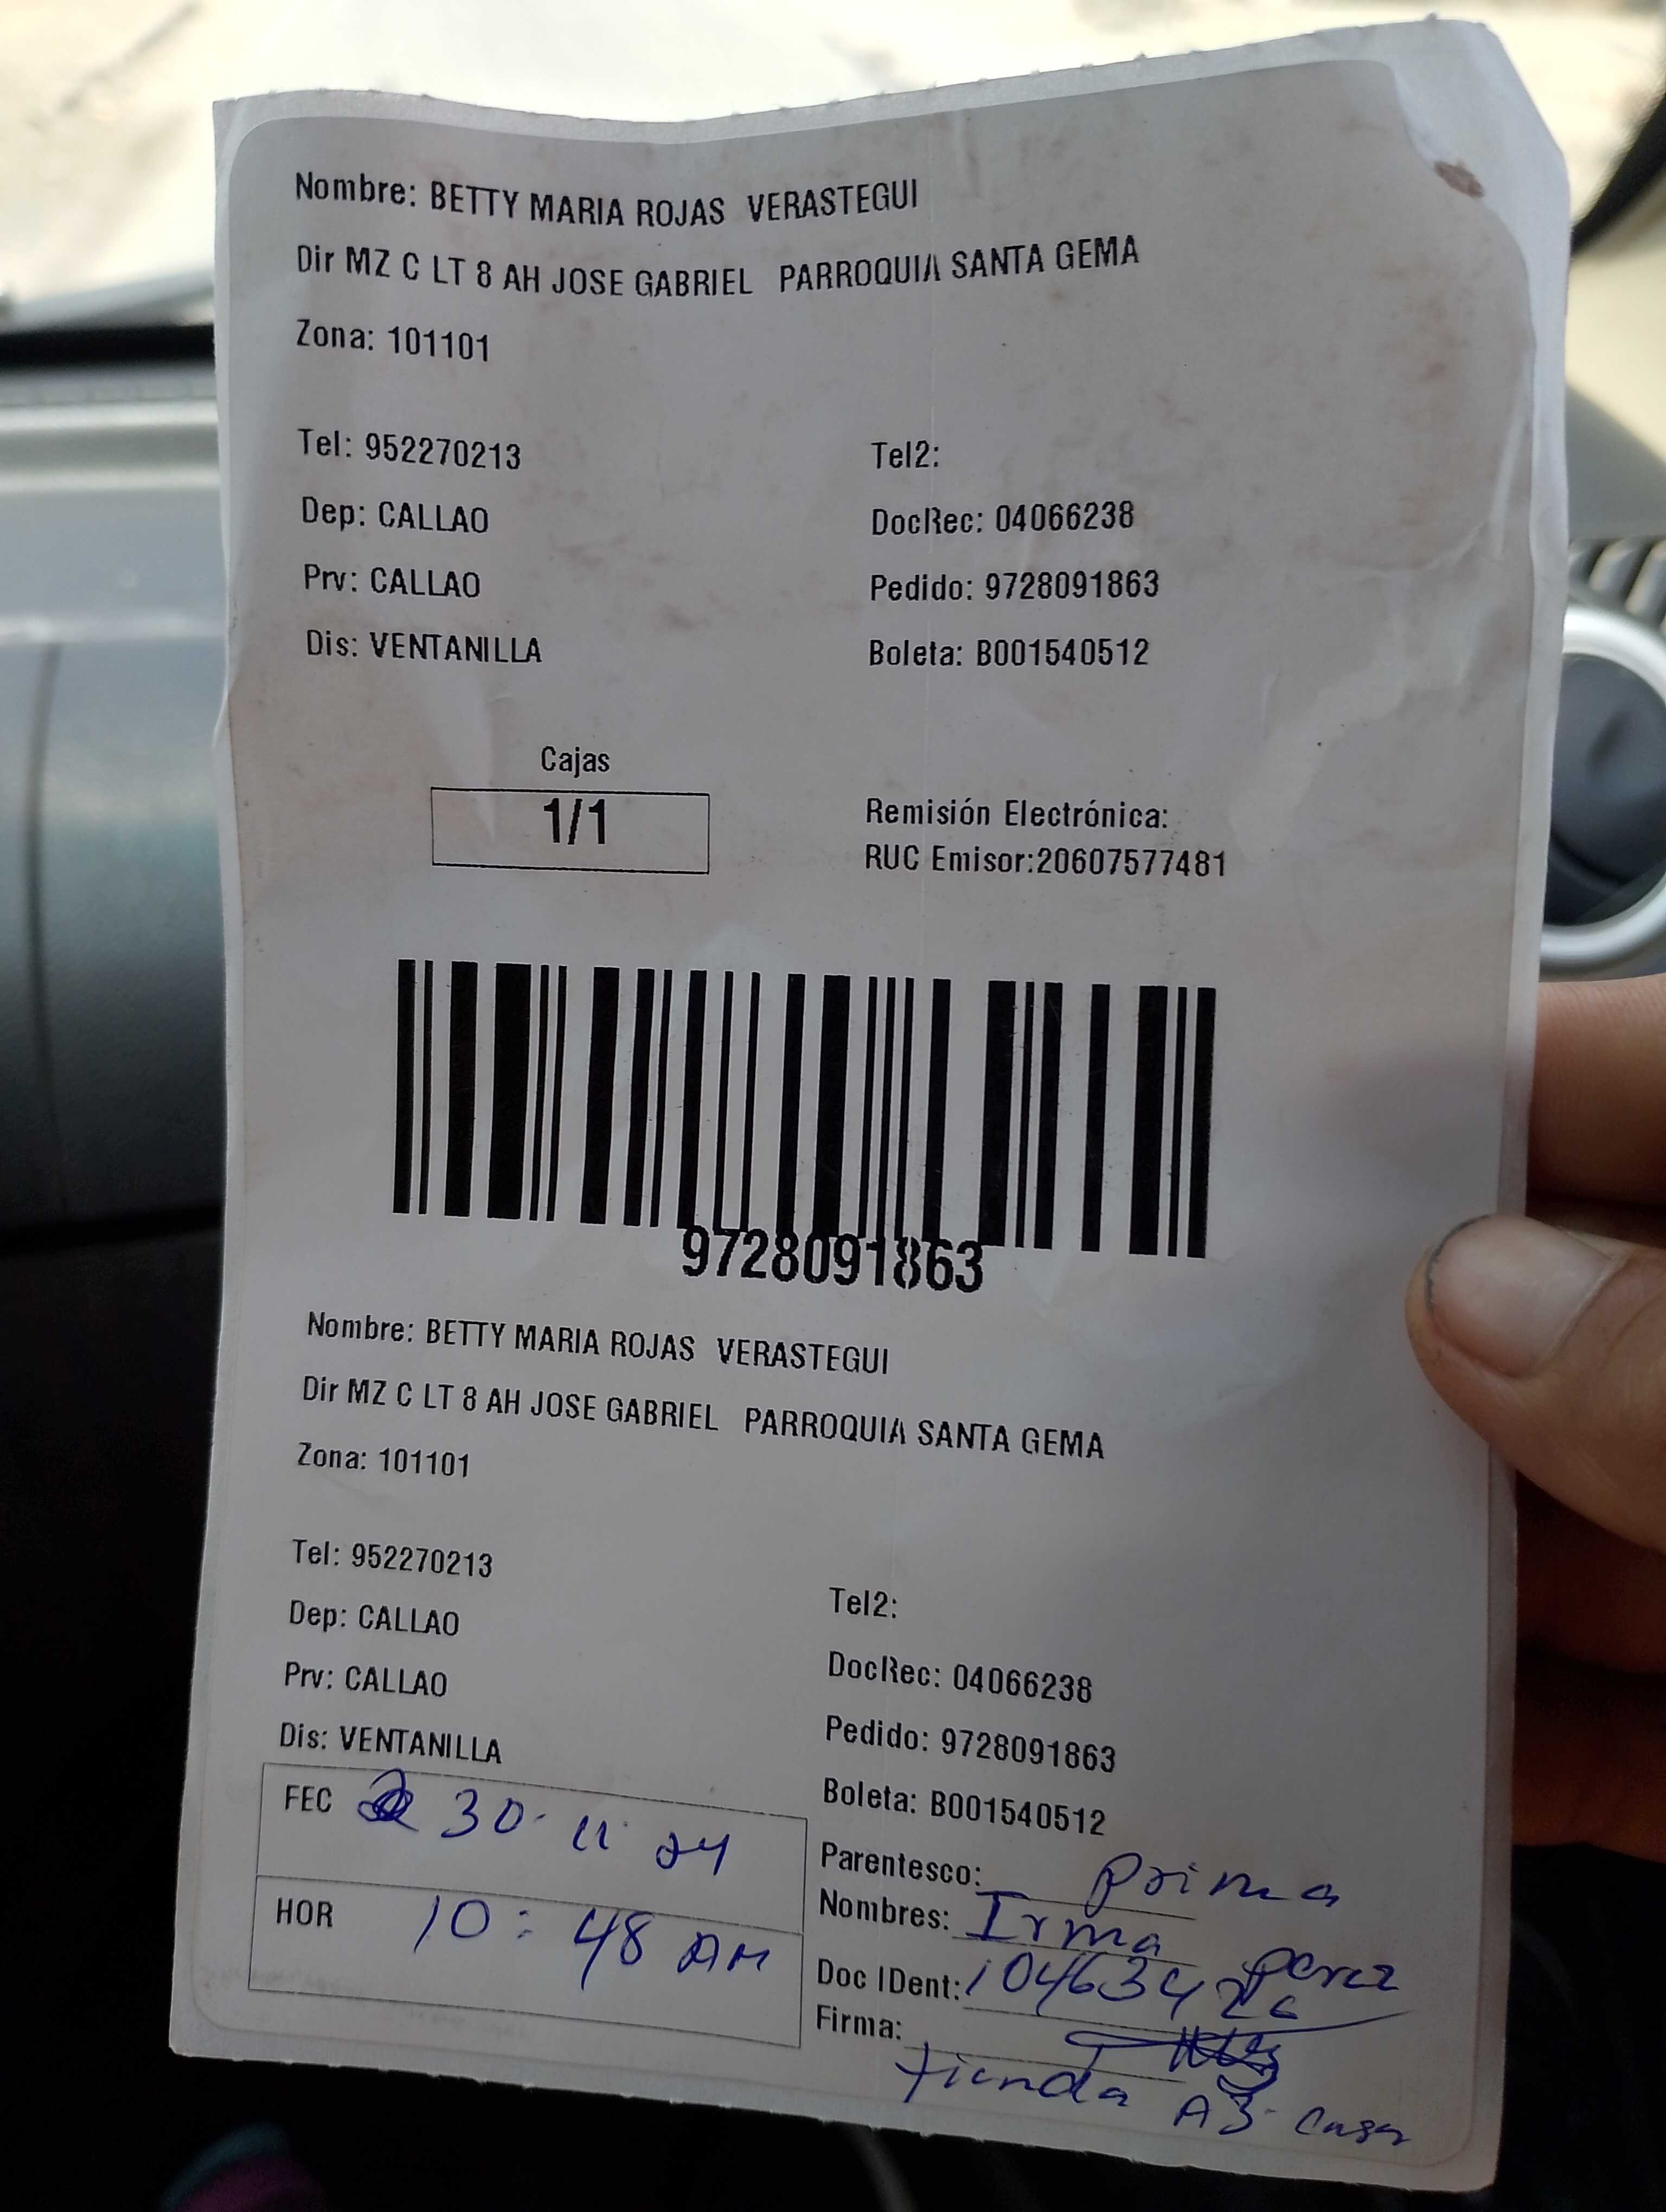 Nombre: BETTY MARIA ROJAS VERASTEGUI
Dir MZ C LT 8 AH JOSE GABRIEL PARROQUIA SANTA GEMA
Zona: 101101
Tel: 952270213
Tel2:
Dep: CALLAO
DocRec: 04066238
Prv: CALLAO
Pedido: 9728091863
Dis: VENTANILLA
Boleta: B001540512
Cajas
1/1
Remisión Electrónica:
RUC Emisor:20607577481
9728091863
Nombre: BETTY MARIA ROJAS VERASTEGUI
Dir MZ C LT 8 AH JOSE GABRIEL PARROQUIA SANTA GEMA
Zona: 101101
Tel: 952270213
Tel2:
Dep: CALLAO
DocRec: 04066238
Prv: CALLAO
Pedido: 9728091863
Dis: VENTANILLA
Boleta: B001540512
FEC 30-11-24
HOR 10:48 AM
Parentesco: prima
Nombres: Irma perez
Doc IDent:
Firma:
tienda casa